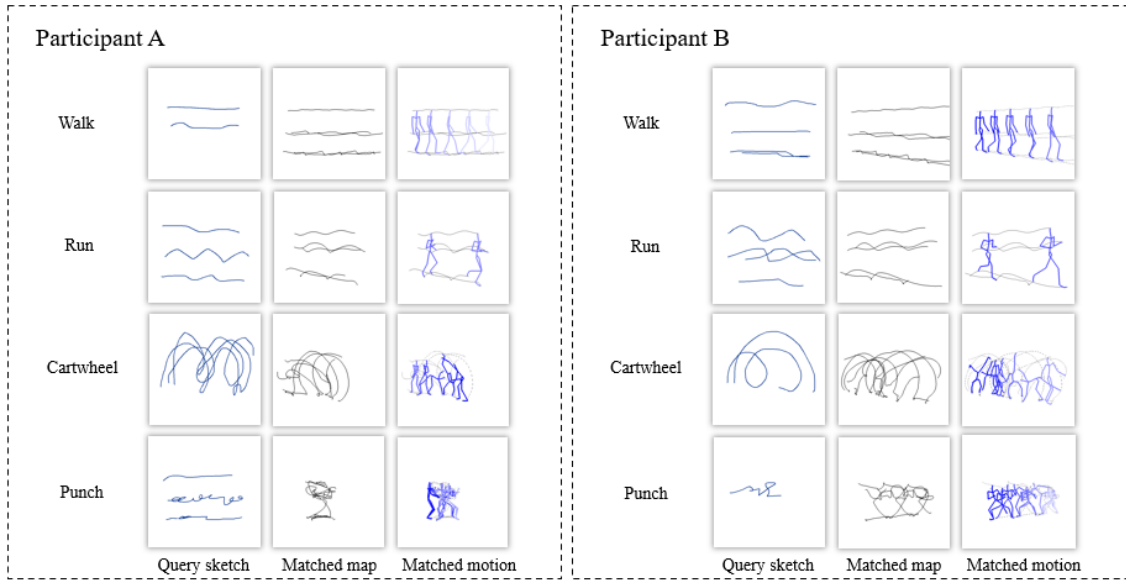 Participant A
Walk
Run
Cartwheel
Punch
Query sketch Matched map Matched motion
Participant B
Walk
Run
Cartwheel
Punch
Query sketch Matched map Matched motion